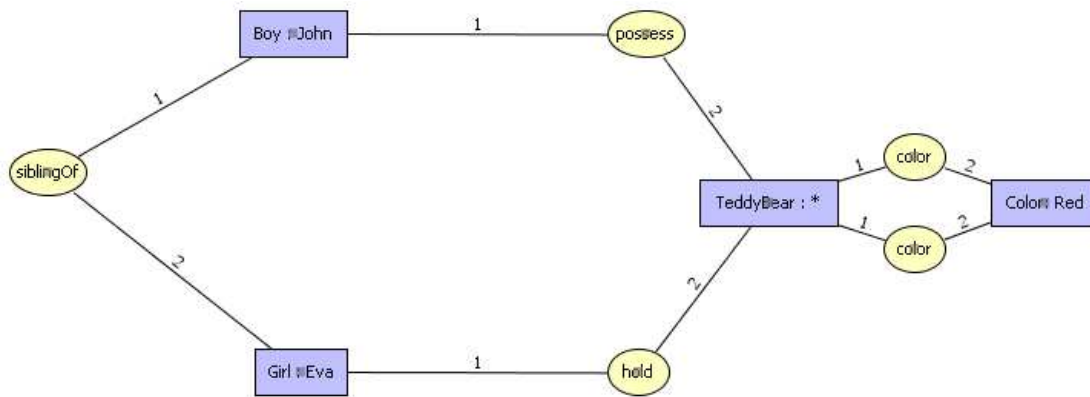 Boy : John
1
possess
1
2
siblingOf
color
1
2
TeddyBear : *
Color: Red
1
2
color
2
2
Girl : Eva
1
hold